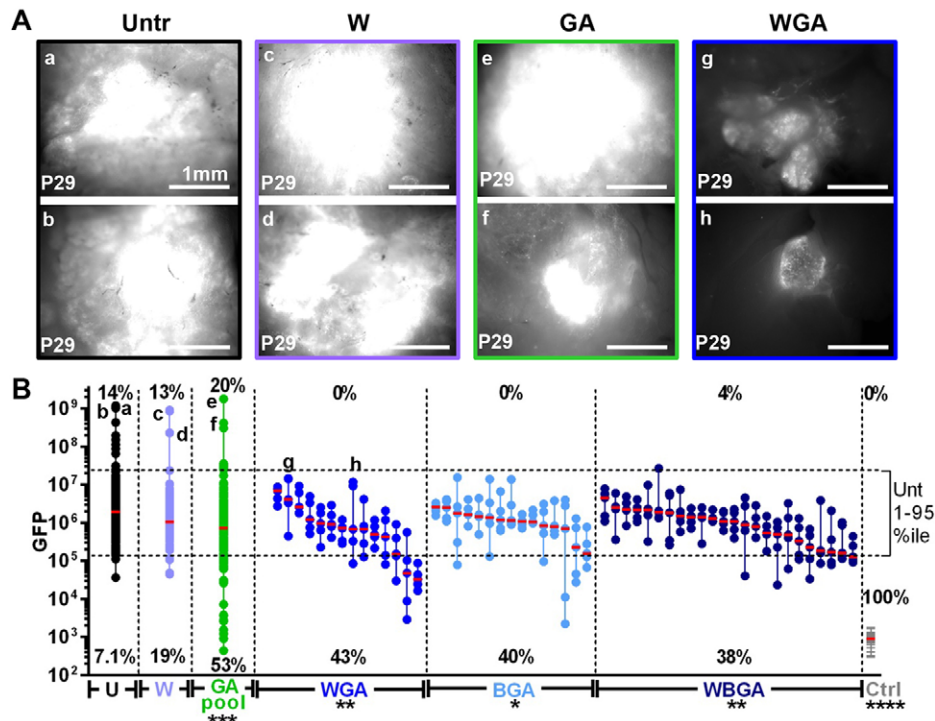 A
Untr W GA WGA
a c e g
1mm
P29 P29 P29 P29
b d f h
P29 P29 P29 P29
B
14% 13% 20% 0% 0% 4% 0%
10⁹
b a c e
f
d
10⁸
g h
10⁷
GFP
10⁶
Unt
1-95
%ile
10⁵
10⁴
100%
10³
7.1% 19% 53% 43% 40% 38%
10²
U W GA pool WGA BGA WBGA Ctrl
*** ** * ** ****